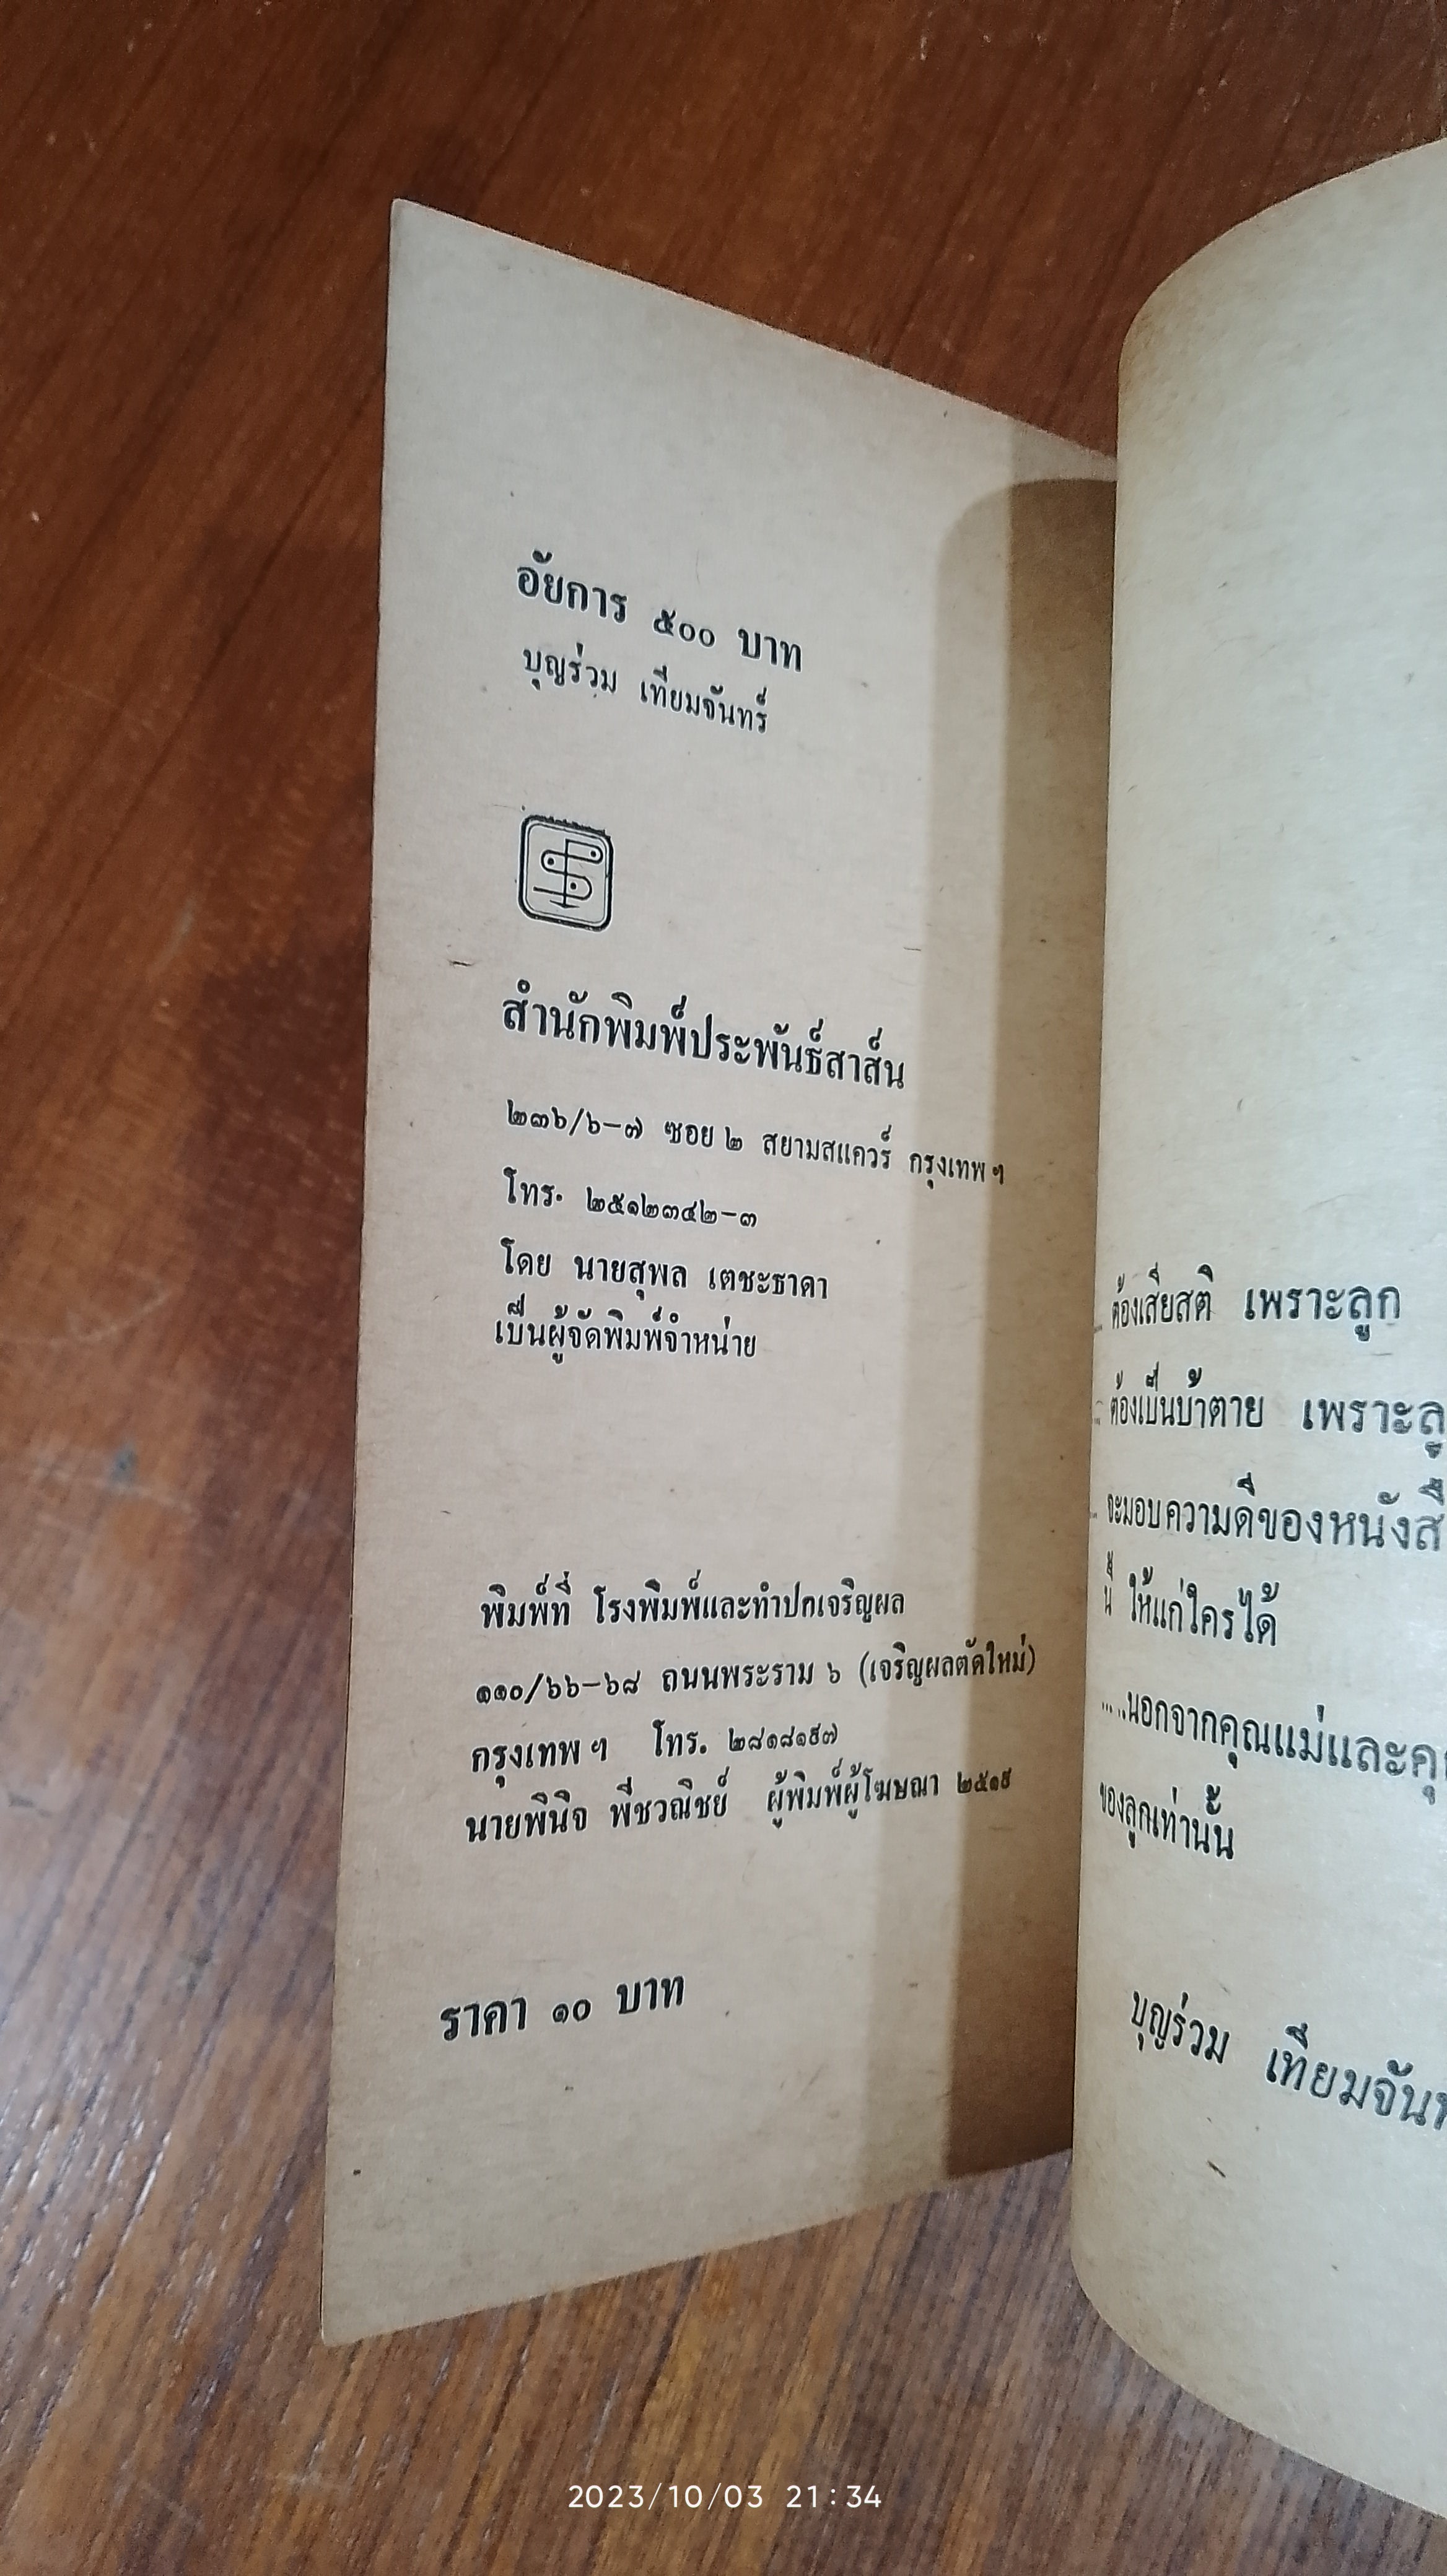 อัยการ ๕๐๐ บาท
บุญร่วม เทียมจันทร์
สำนักพิมพ์ประพันธ์สาส์น
๒๓๖/๖-๗ ซอย ๒ สยามสแควร์ กรุงเทพ ฯ
โทร. ๒๕๑๒๓๔๒-๓
โดย นายสุพล เตชะธาดา
เป็นผู้จัดพิมพ์จำหน่าย
พิมพ์ที่ โรงพิมพ์และทำปกเจริญผล
๑๑๐/๖๖-๖๘ ถนนพระราม ๖ (เจริญผลตัดใหม่)
กรุงเทพ ฯ โทร. ๒๘๑๘๑๙๗
นายพินิจ พีชวณิชย์ ผู้พิมพ์ผู้โฆษณา ๒๕๑๙
ราคา ๑๐ บาท
ต้องเสียสติ เพราะลูก
ต้องเป็นบ้าตาย เพราะลู
จะมอบความดีของหนังสื
นี้ ให้แก่ใครได้
.....นอกจากคุณแม่และคุ
ของลูกเท่านั้น
บุญร่วม เทียมจัน
2023/10/03 21:34